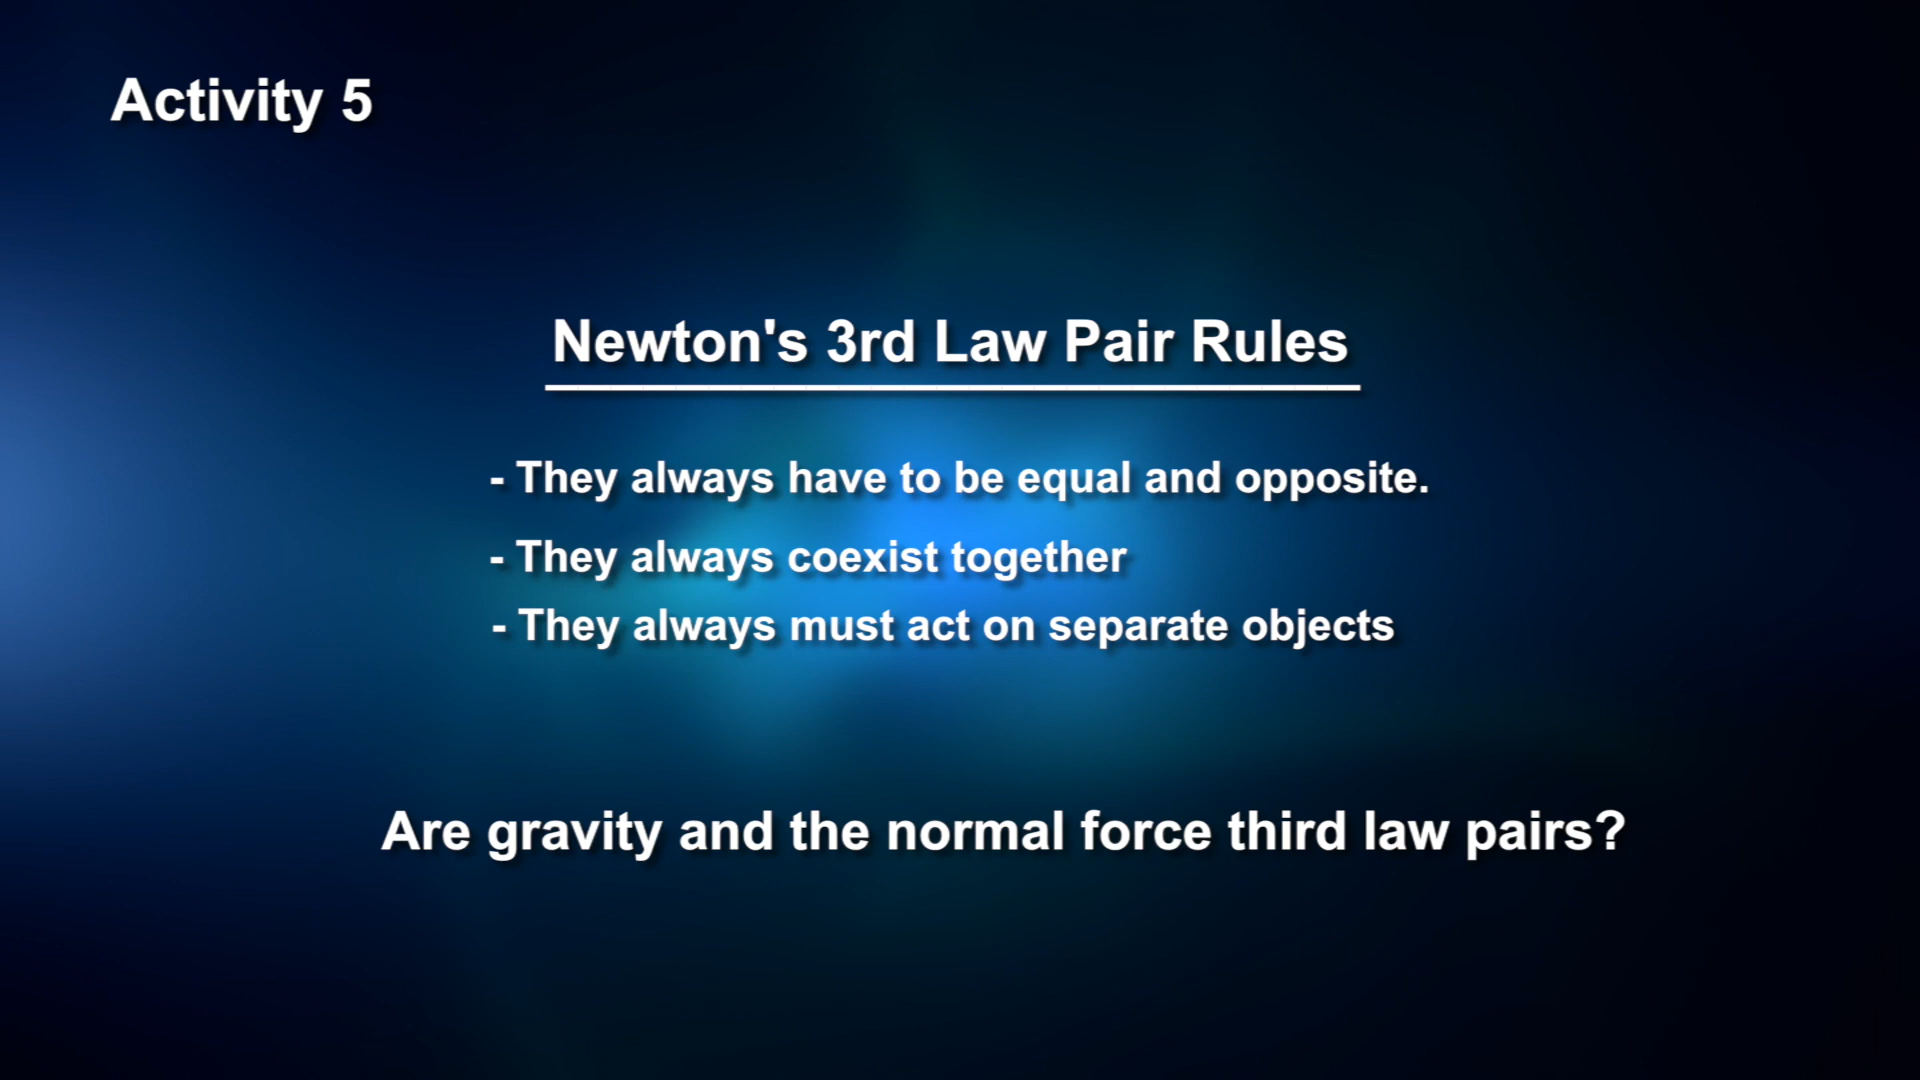 Activity 5
Newton's 3rd Law Pair Rules
- They always have to be equal and opposite.
- They always coexist together
- They always must act on separate objects
Are gravity and the normal force third law pairs?